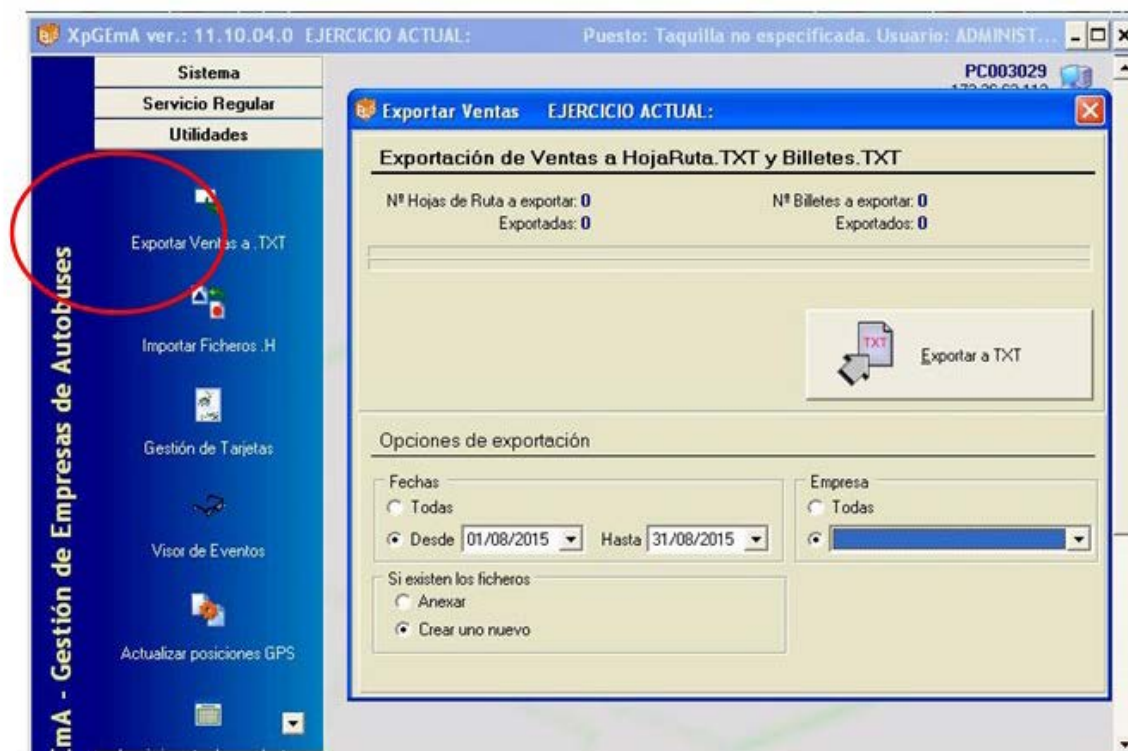 XpGEmA ver.: 11.10.04.0 EJERCICIO ACTUAL: Puesto: Taquilla no especificada. Usuario: ADMINIST...
Sistema
Servicio Regular
Utilidades
Exportar Ventas a .TXT
Importar Ficheros .H
Gestión de Tarjetas
Visor de Eventos
Actualizar posiciones GPS
EmA - Gestión de Empresas de Autobuses
PC003029
Exportar Ventas EJERCICIO ACTUAL:
Exportación de Ventas a HojaRuta.TXT y Billetes.TXT
Nº Hojas de Ruta a exportar: 0 Nº Billetes a exportar: 0
Exportadas: 0 Exportados: 0
TXT
Exportar a TXT
Opciones de exportación
Fechas Empresa
Todas Todas
Desde 01/08/2015 Hasta 31/08/2015
Si existen los ficheros
Anexar
Crear uno nuevo